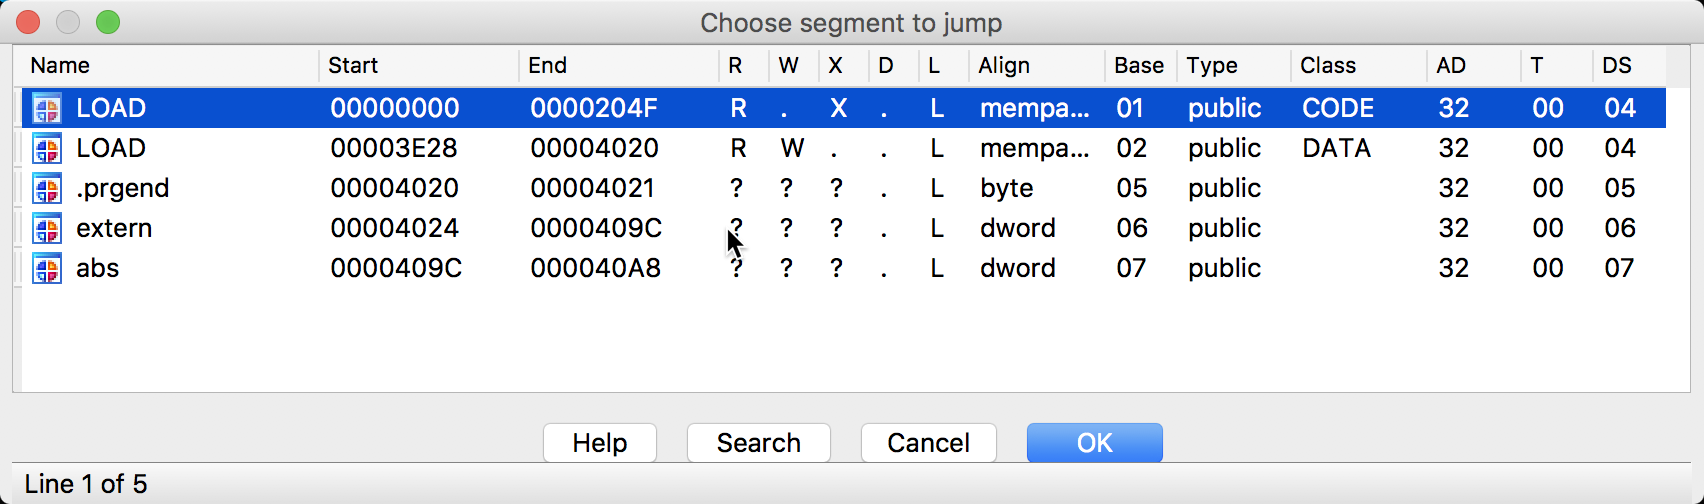 Choose segment to jump
Name Start End R W X D L Align Base Type Class AD T DS
LOAD 00000000 0000204F R . X . L mempa... 01 public CODE 32 00 04
LOAD 00003E28 00004020 R W . . L mempa... 02 public DATA 32 00 04
.prgend 00004020 00004021 ? ? ? . L byte 05 public 32 00 05
extern 00004024 0000409C ? ? ? . L dword 06 public 32 00 06
abs 0000409C 000040A8 ? ? ? . L dword 07 public 32 00 07
Help Search Cancel OK
Line 1 of 5